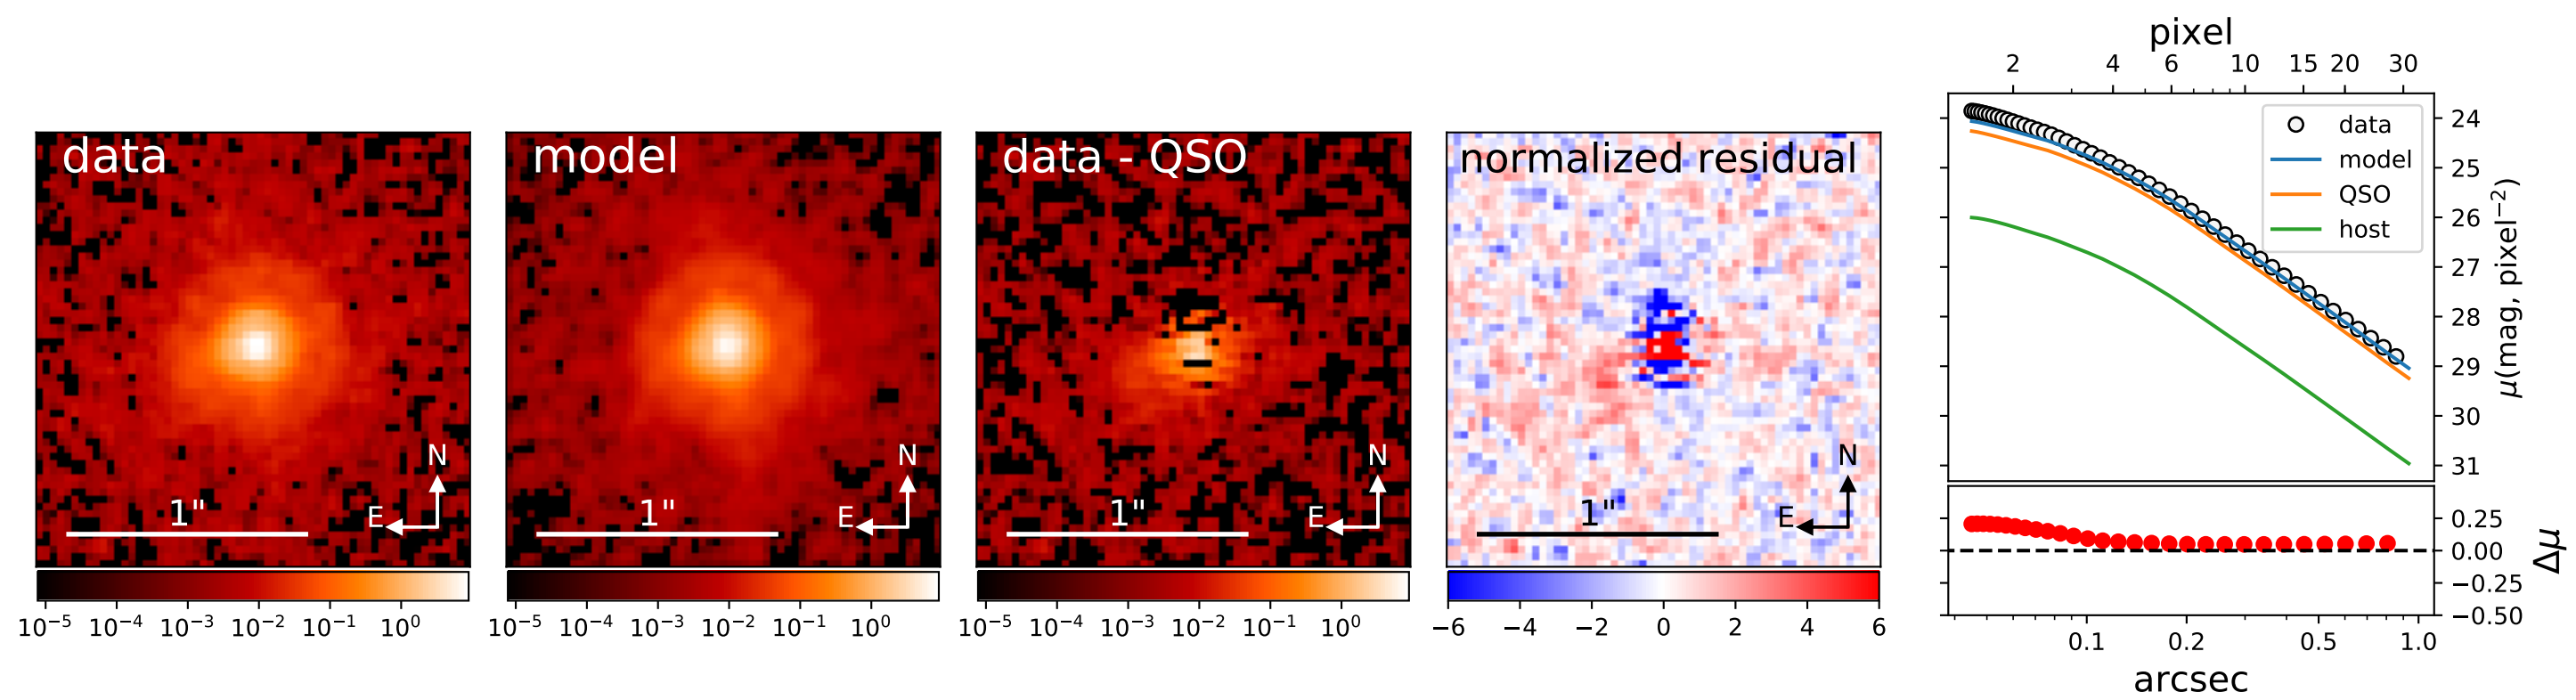 data
1"
N
E
10⁻⁵ 10⁻⁴ 10⁻³ 10⁻² 10⁻¹ 10⁰
model
1"
N
E
10⁻⁵ 10⁻⁴ 10⁻³ 10⁻² 10⁻¹ 10⁰
data - QSO
1"
N
E
10⁻⁵ 10⁻⁴ 10⁻³ 10⁻² 10⁻¹ 10⁰
normalized residual
1"
N
E
−6 −4 −2 0 2 4 6
pixel
2 4 6 10 15 20 30
data
model
QSO
host
24
25
26
27
28
29
30
31
μ(mag, pixel⁻²)
0.25
0.00
−0.25
−0.50
Δμ
0.1 0.2 0.5 1.0
arcsec